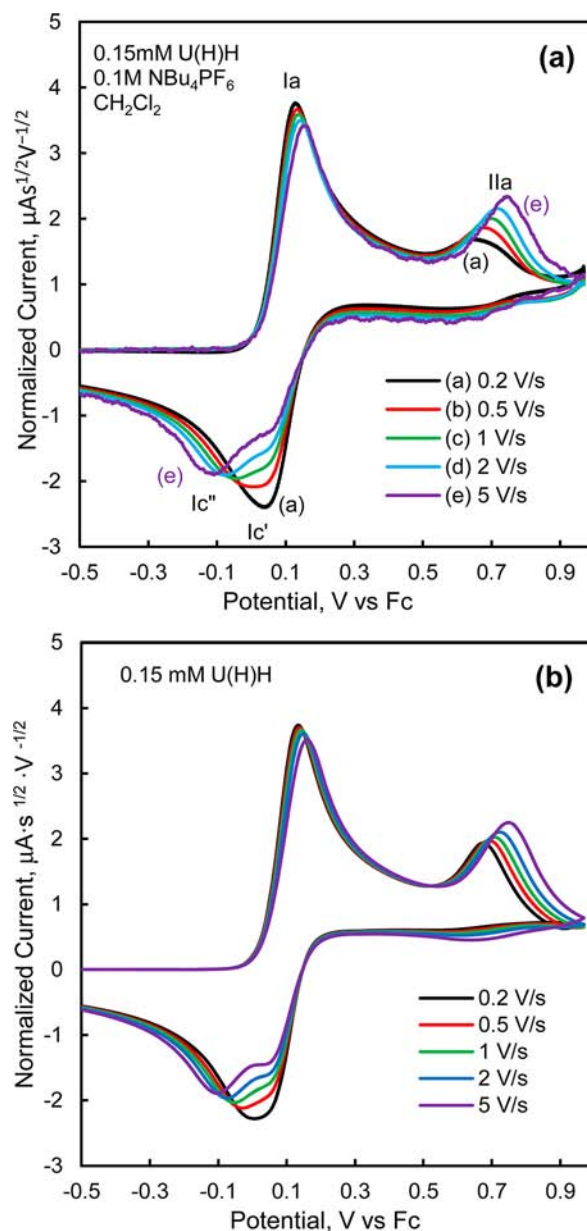 (a)
0.15mM U(H)H
0.1M NBu₄PF₆
CH₂Cl₂
Ia
IIa
(e)
(a)
5
4
3
2
1
0
-1
-2
-3
Normalized Current, µAs¹/²V⁻¹/²
(a) 0.2 V/s
(b) 0.5 V/s
(c) 1 V/s
(d) 2 V/s
(e) 5 V/s
(e)
Ic"
Ic'
(a)
-0.5 -0.3 -0.1 0.1 0.3 0.5 0.7 0.9
Potential, V vs Fc
(b)
0.15 mM U(H)H
5
4
3
2
1
0
-1
-2
-3
Normalized Current, µA·s ¹/² ·V ⁻¹/²
0.2 V/s
0.5 V/s
1 V/s
2 V/s
5 V/s
-0.5 -0.3 -0.1 0.1 0.3 0.5 0.7 0.9
Potential, V vs Fc